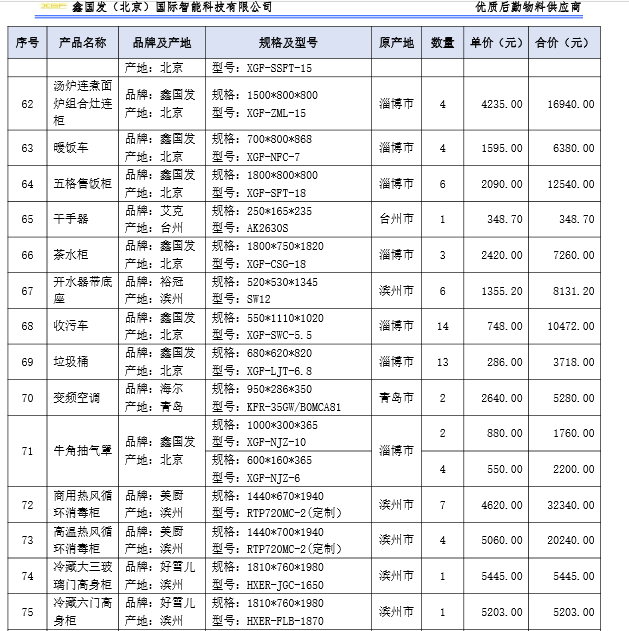 鑫国发（北京）国际智能科技有限公司 优质后勤物料供应商
序号 产品名称 品牌及产地 规格及型号 原产地 数量 单价（元） 合价（元）
产地：北京 型号：XGF-SSFT-15
62 汤炉连煮面炉组合灶连柜 品牌：鑫国发 产地：北京 规格：1500*800*800 型号：XGF-ZML-15 淄博市 4 4235.00 16940.00
63 暖饭车 品牌：鑫国发 产地：北京 规格：700*800*868 型号：XGF-NFC-7 淄博市 4 1595.00 6380.00
64 五格售饭柜 品牌：鑫国发 产地：北京 规格：1800*800*800 型号：XGF-SFT-18 淄博市 6 2090.00 12540.00
65 干手器 品牌：艾克 产地：台州 规格：250*165*235 型号：AK2630S 台州市 1 348.70 348.70
66 茶水柜 品牌：鑫国发 产地：北京 规格：1800*750*1820 型号：XGF-CSG-18 淄博市 3 2420.00 7260.00
67 开水器带底座 品牌：裕冠 产地：滨州 规格：520*530*1345 型号：SW12 滨州市 6 1355.20 8131.20
68 收污车 品牌：鑫国发 产地：北京 规格：550*1110*1020 型号：XGF-SWC-5.5 淄博市 14 748.00 10472.00
69 垃圾桶 品牌：鑫国发 产地：北京 规格：680*620*820 型号：XGF-LJT-6.8 淄博市 13 286.00 3718.00
70 变频空调 品牌：海尔 产地：青岛 规格：950*286*350 型号：KFR-35GW/B0MCA81 青岛市 2 2640.00 5280.00
71 牛角抽气罩 品牌：鑫国发 产地：北京 规格：1000*300*365 型号：XGF-NJZ-10 淄博市 2 880.00 1760.00
规格：600*160*365 型号：XGF-NJZ-6 4 550.00 2200.00
72 商用热风循环消毒柜 品牌：美厨 产地：滨州 规格：1440*670*1940 型号：RTP720MC-2(定制) 滨州市 7 4620.00 32340.00
73 高温热风循环消毒柜 品牌：美厨 产地：滨州 规格：1440*700*1940 型号：RTP720MC-2(定制) 滨州市 4 5060.00 20240.00
74 冷藏大三玻璃门高身柜 品牌：好雪儿 产地：滨州 规格：1810*760*1980 型号：HXER-JGC-1650 滨州市 1 5445.00 5445.00
75 冷藏六门高身柜 品牌：好雪儿 产地：滨州 规格：1810*760*1980 型号：HXER-FLB-1870 滨州市 1 5203.00 5203.00